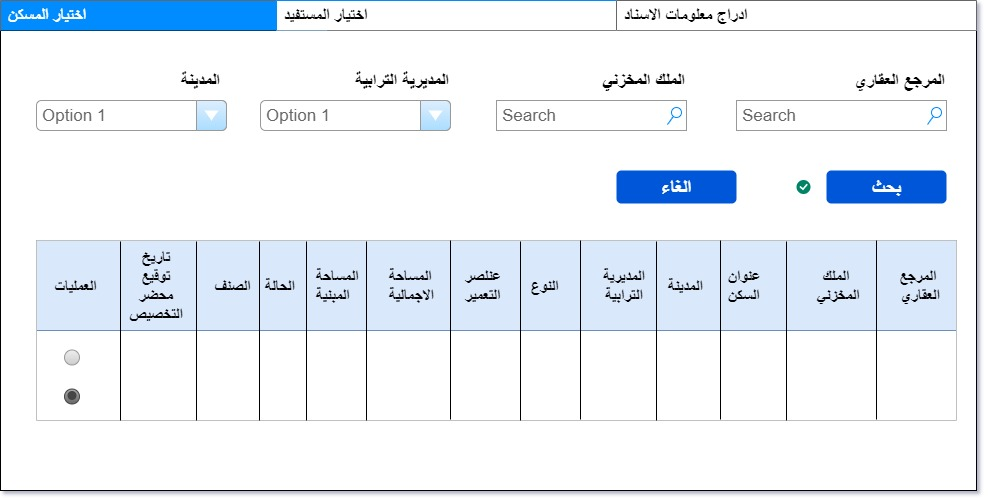 ادراج معلومات الاسناد
اختيار المستفيد
اختيار المسكن
المرجع العقاري
الملك المخزني
المديرية الترابية
المدينة
Search
Search
Option 1
Option 1
بحث
الغاء
المرجع
العقاري
الملك
المخزني
عنوان
السكن
المدينة
المديرية
الترابية
النوع
عنلصر
التعمير
المساحة
الاجمالية
المساحة
المبنية
الحالة
الصنف
تاريخ
توقيع
محضر
التخصيص
العمليات